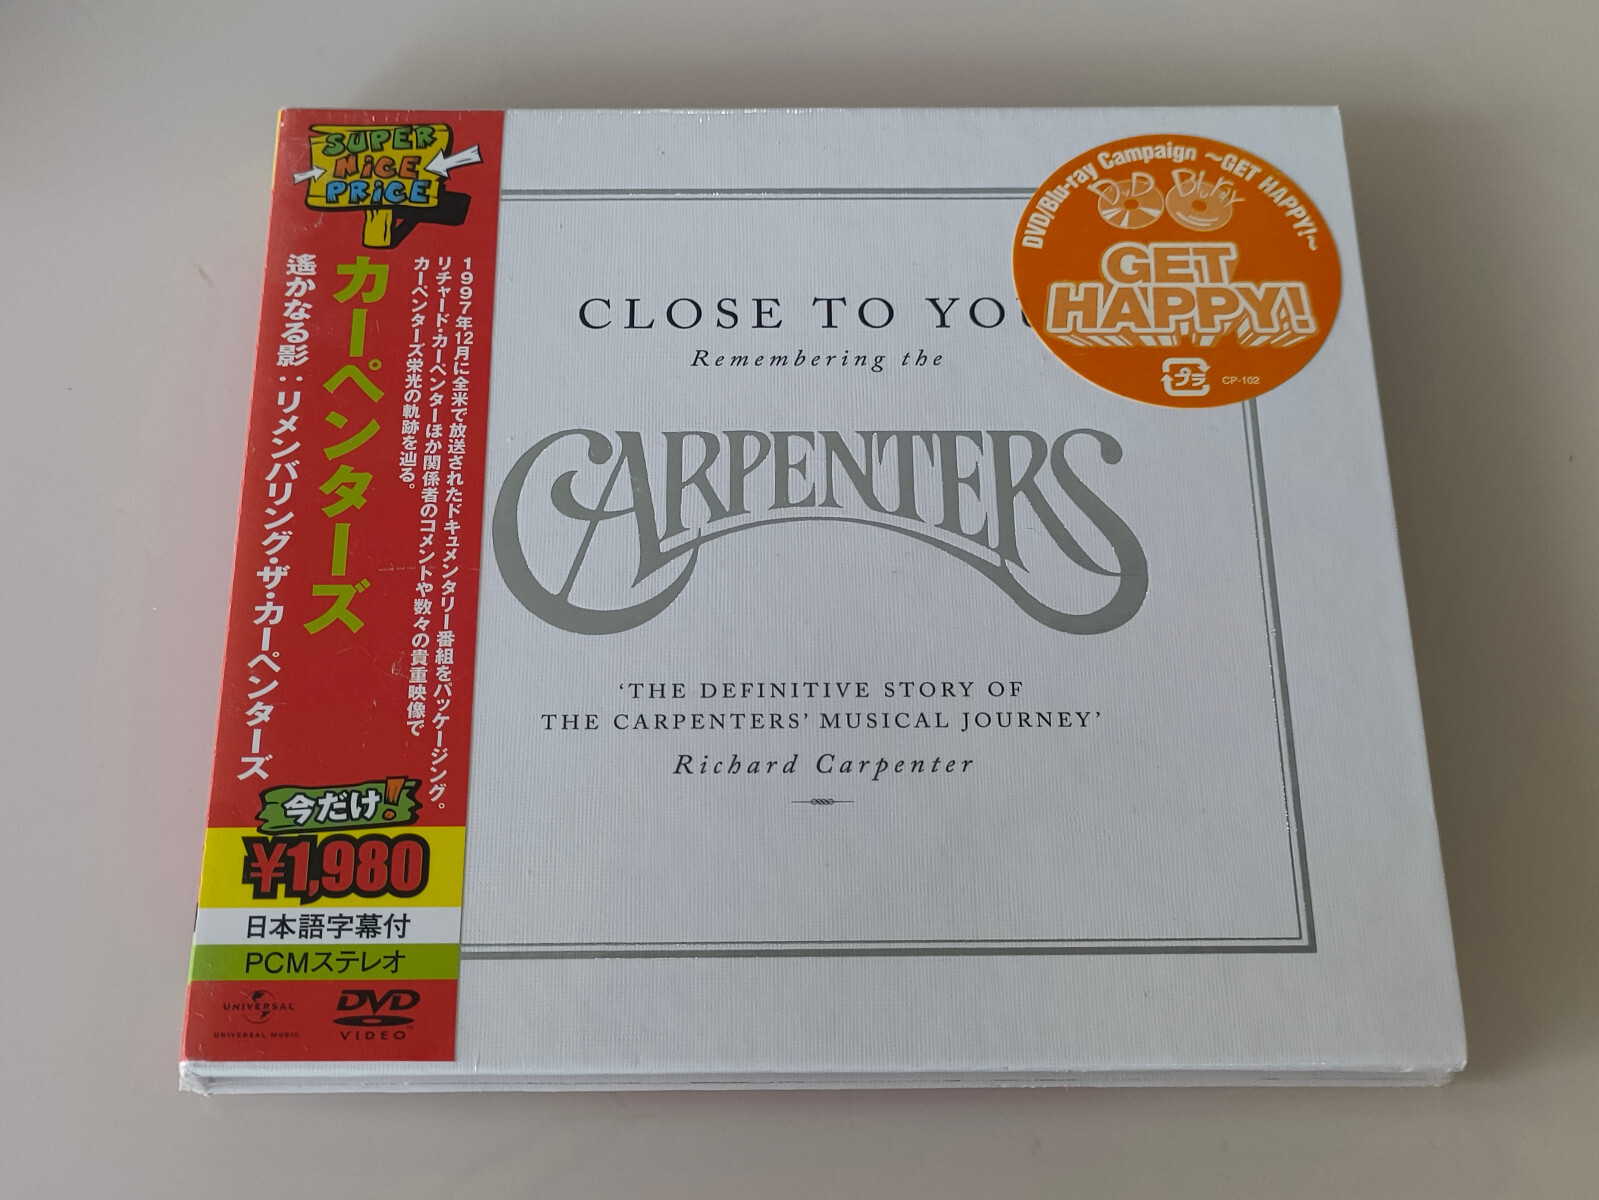 SUPER
NICE
PRICE
1997年12月に全米で放送されたドキュメンタリー番組をパッケージング。
リチャード・カーペンターほか関係者のコメントや数々の貴重映像で
カーペンターズ栄光の軌跡を辿る。
カーペンターズ
遙かなる影:リメンバリング・ザ・カーペンターズ
今だけ!
¥1,980
日本語字幕付
PCMステレオ
UNIVERSAL
UNIVERSAL MUSIC
DVD
VIDEO
CLOSE TO YOU
Remembering the
CARPENTERS
‘THE DEFINITIVE STORY OF
THE CARPENTERS’ MUSICAL JOURNEY’
Richard Carpenter
DVD/Blu-ray Campaign ~GET HAPPY!~
DVD Blu-ray
GET
HAPPY!
プラ
CP-102